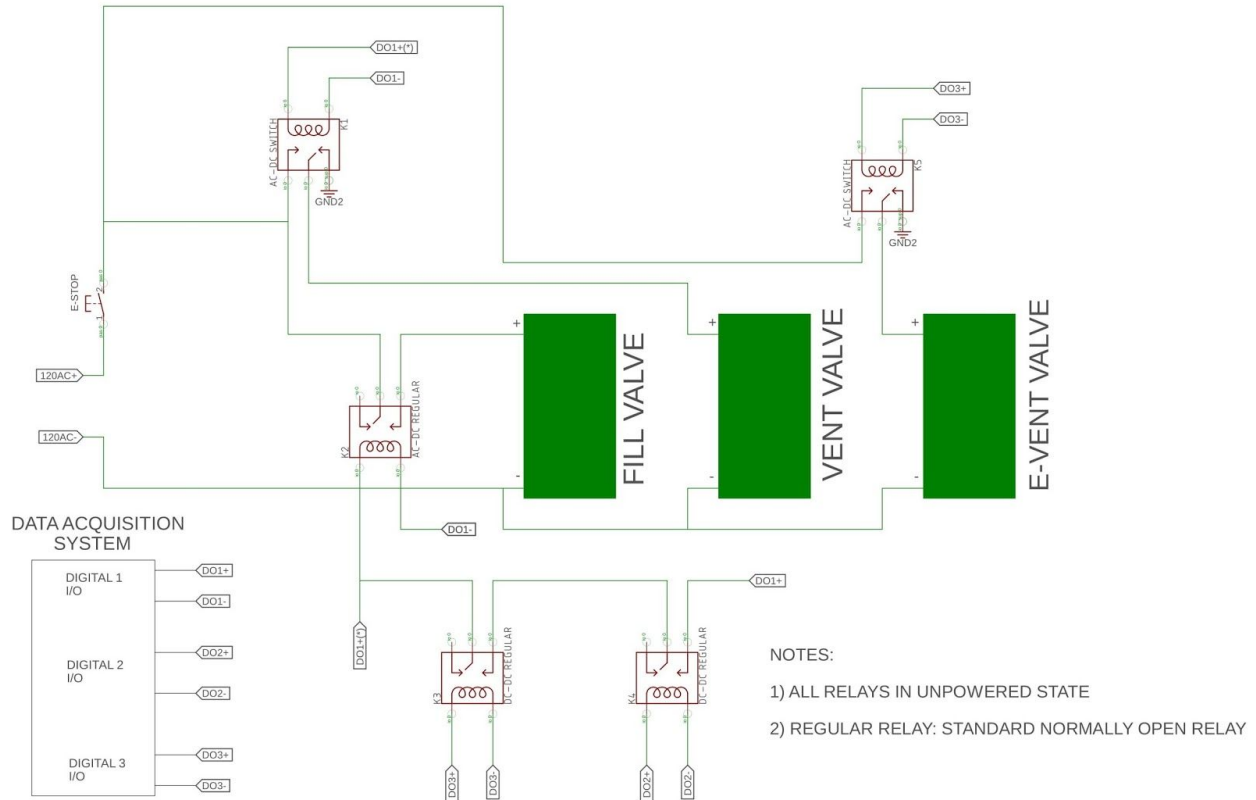 DO1+(*)
DO1-
K1
AC-DC SWITCH
GND2
DO3+
DO3-
K5
AC-DC SWITCH
GND2
E-STOP
2
1
120AC+
120AC-
K2
AC-DC REGULAR
DO1-
+
-
FILL VALVE
+
-
VENT VALVE
+
-
E-VENT VALVE
DATA ACQUISITION
SYSTEM
DIGITAL 1
I/O
DO1+
DO1-
DIGITAL 2
I/O
DO2+
DO2-
DIGITAL 3
I/O
DO3+
DO3-
DO1+(*)
DO1+
K3
DC-DC REGULAR
DO3+
DO3-
K4
DC-DC REGULAR
DO2+
DO2-
NOTES:
1) ALL RELAYS IN UNPOWERED STATE
2) REGULAR RELAY: STANDARD NORMALLY OPEN RELAY